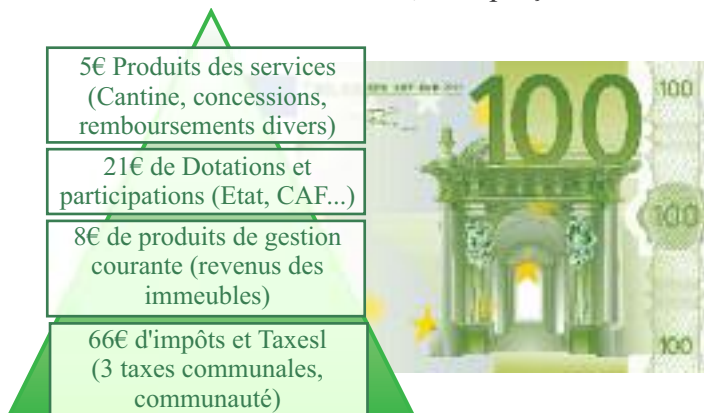 5€ Produits des services
(Cantine, concessions,
remboursements divers)
21€ de Dotations et
participations (Etat, CAF...)
8€ de produits de gestion
courante (revenus des
immeubles)
66€ d'impôts et Taxesl
(3 taxes communales,
communauté)
100
100
100
100